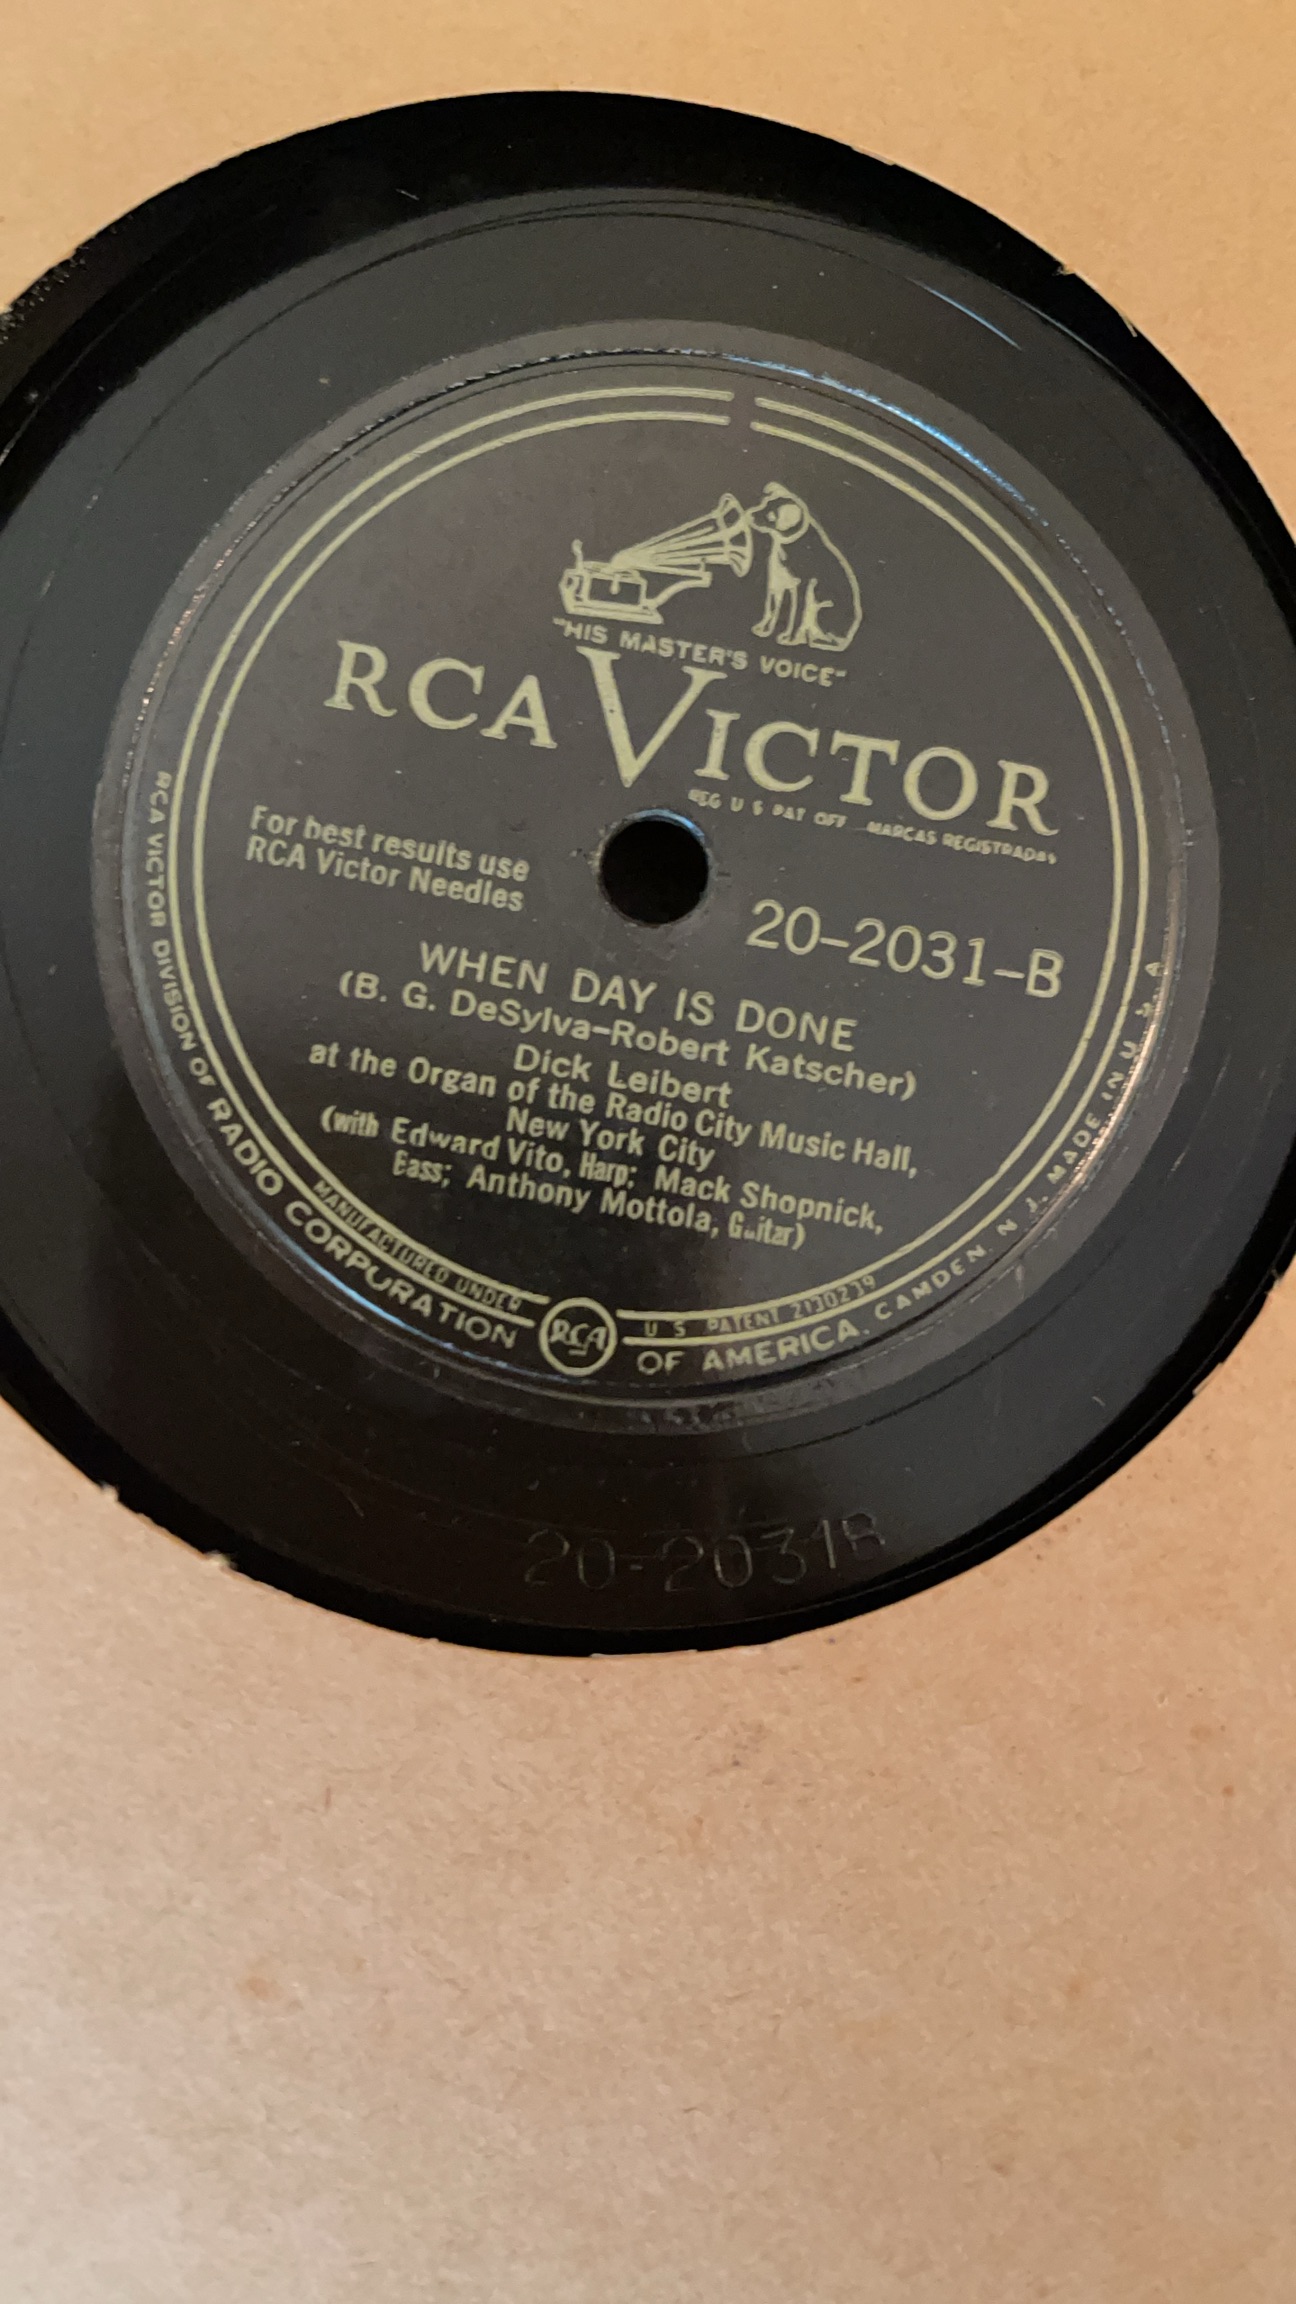 "HIS MASTER'S VOICE"
RCA VICTOR
REG U S PAT OFF MARCAS REGISTRADAS
For best results use
RCA Victor Needles
20-2031-B
WHEN DAY IS DONE
(B. G. DeSylva-Robert Katscher)
Dick Leibert
at the Organ of the Radio City Music Hall,
New York City
(with Edward Vito, Harp; Mack Shopnick,
Bass; Anthony Mottola, Guitar)
MANUFACTURED UNDER
RCA
U S PATENT 2130239
RCA VICTOR DIVISION OF RADIO CORPORATION OF AMERICA. CAMDEN. N J. MADE IN U S A
20-2031B